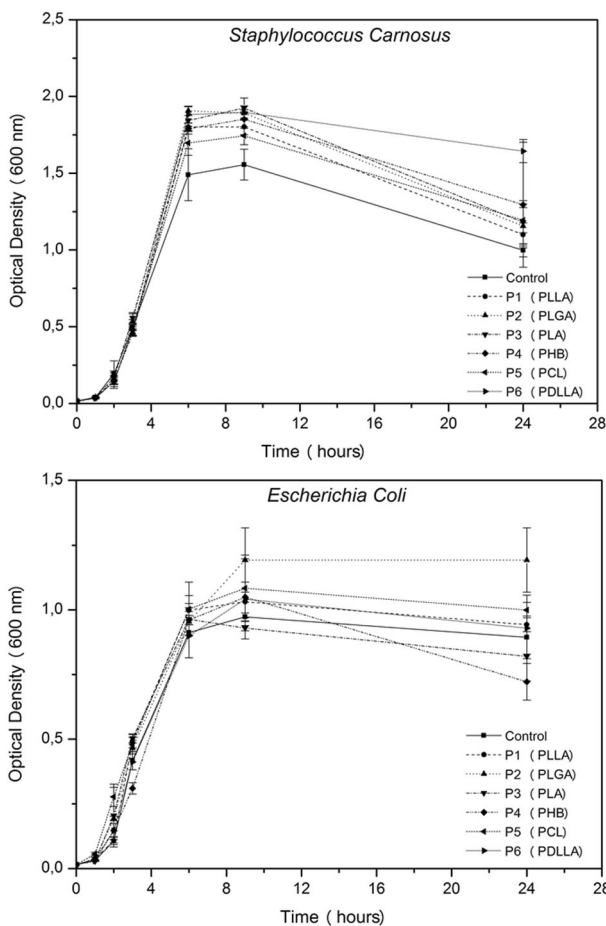 Staphylococcus Carnosus
Optical Density (600 nm)
2,5
2,0
1,5
1,0
0,5
0,0
0 4 8 12 16 20 24 28
Time (hours)
Control
P1 (PLLA)
P2 (PLGA)
P3 (PLA)
P4 (PHB)
P5 (PCL)
P6 (PDLLA)
Escherichia Coli
Optical Density (600 nm)
1,5
1,0
0,5
0,0
0 4 8 12 16 20 24 28
Time (hours)
Control
P1 (PLLA)
P2 (PLGA)
P3 (PLA)
P4 (PHB)
P5 (PCL)
P6 (PDLLA)